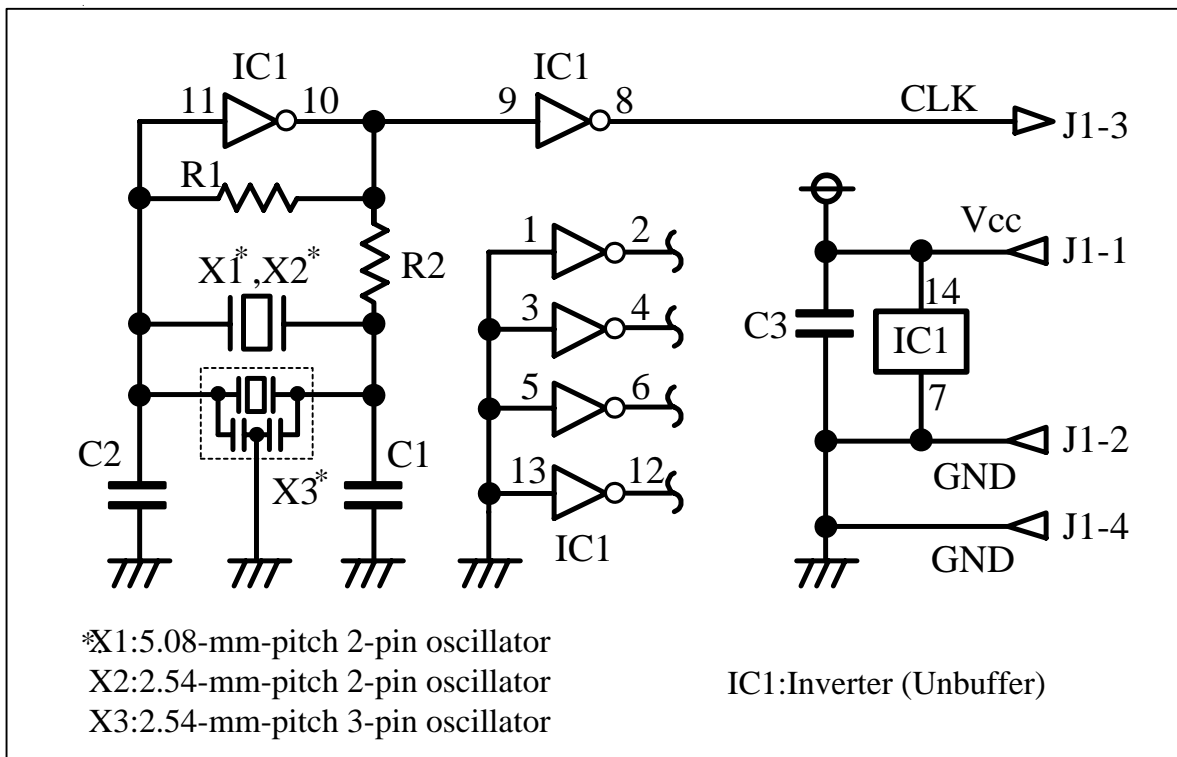 IC1 IC1
11 10 9 8 CLK J1-3
R1
1 2 Vcc J1-1
X1*,X2* R2
14
3 4 C3 IC1
5 6 7
C2 C1 J1-2
X3* 13 12 GND
IC1 J1-4
GND
*X1:5.08-mm-pitch 2-pin oscillator
X2:2.54-mm-pitch 2-pin oscillator
X3:2.54-mm-pitch 3-pin oscillator
IC1:Inverter (Unbuffer)